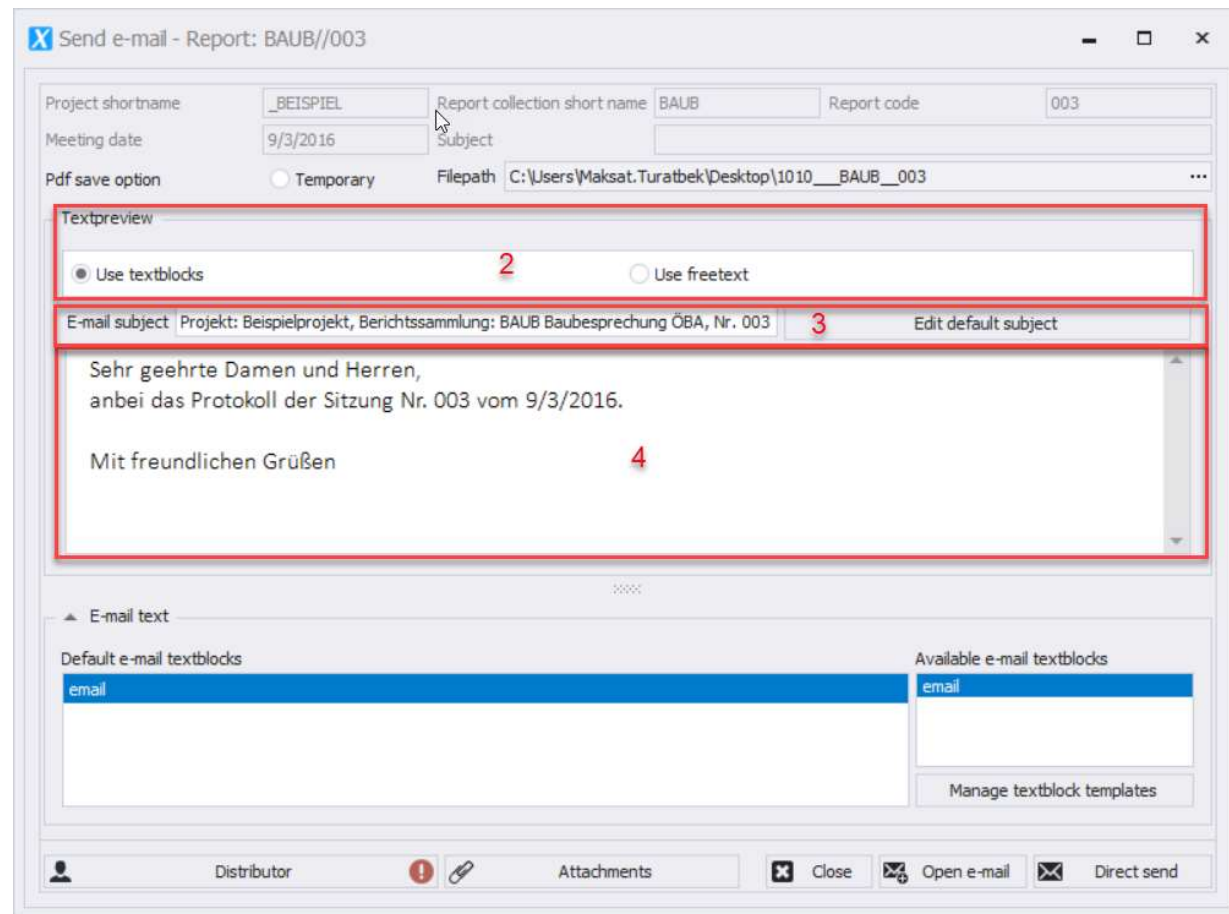 Send e-mail - Report: BAUB//003
Project shortname _BEISPIEL Report collection short name BAUB Report code 003
Meeting date 9/3/2016 Subject
Pdf save option Temporary Filepath C:\Users\Maksat.Turatbek\Desktop\1010___BAUB__003 ...
Textpreview
Use textblocks 2 Use freetext
E-mail subject Projekt: Beispielprojekt, Berichtssammlung: BAUB Baubesprechung ÖBA, Nr. 003 3 Edit default subject
Sehr geehrte Damen und Herren,
anbei das Protokoll der Sitzung Nr. 003 vom 9/3/2016.
Mit freundlichen Grüßen 4
E-mail text
Default e-mail textblocks Available e-mail textblocks
email email
Manage textblock templates
Distributor Attachments Close Open e-mail Direct send